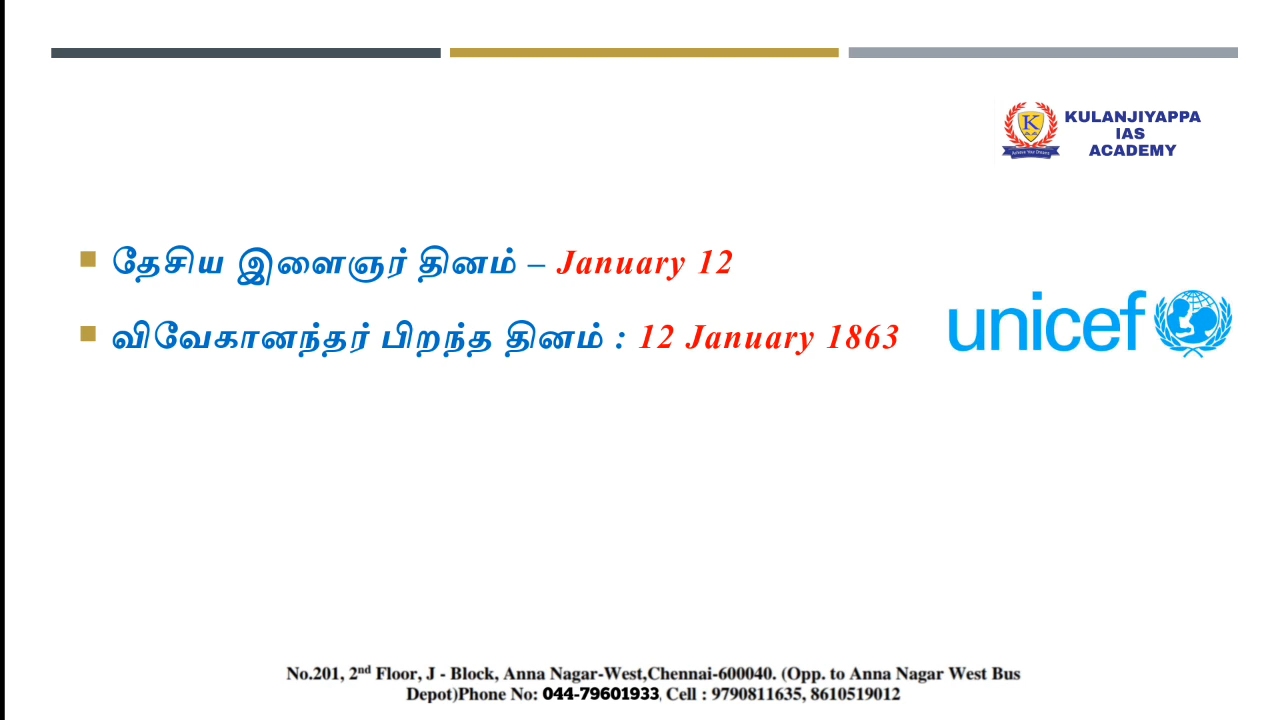 KULANJIYAPPA
IAS
ACADEMY
தேசிய இளைஞர் தினம் – January 12
விவேகானந்தர் பிறந்த தினம் : 12 January 1863
unicef
No.201, 2nd Floor, J - Block, Anna Nagar-West,Chennai-600040. (Opp. to Anna Nagar West Bus
Depot)Phone No: 044-79601933, Cell : 9790811635, 8610519012